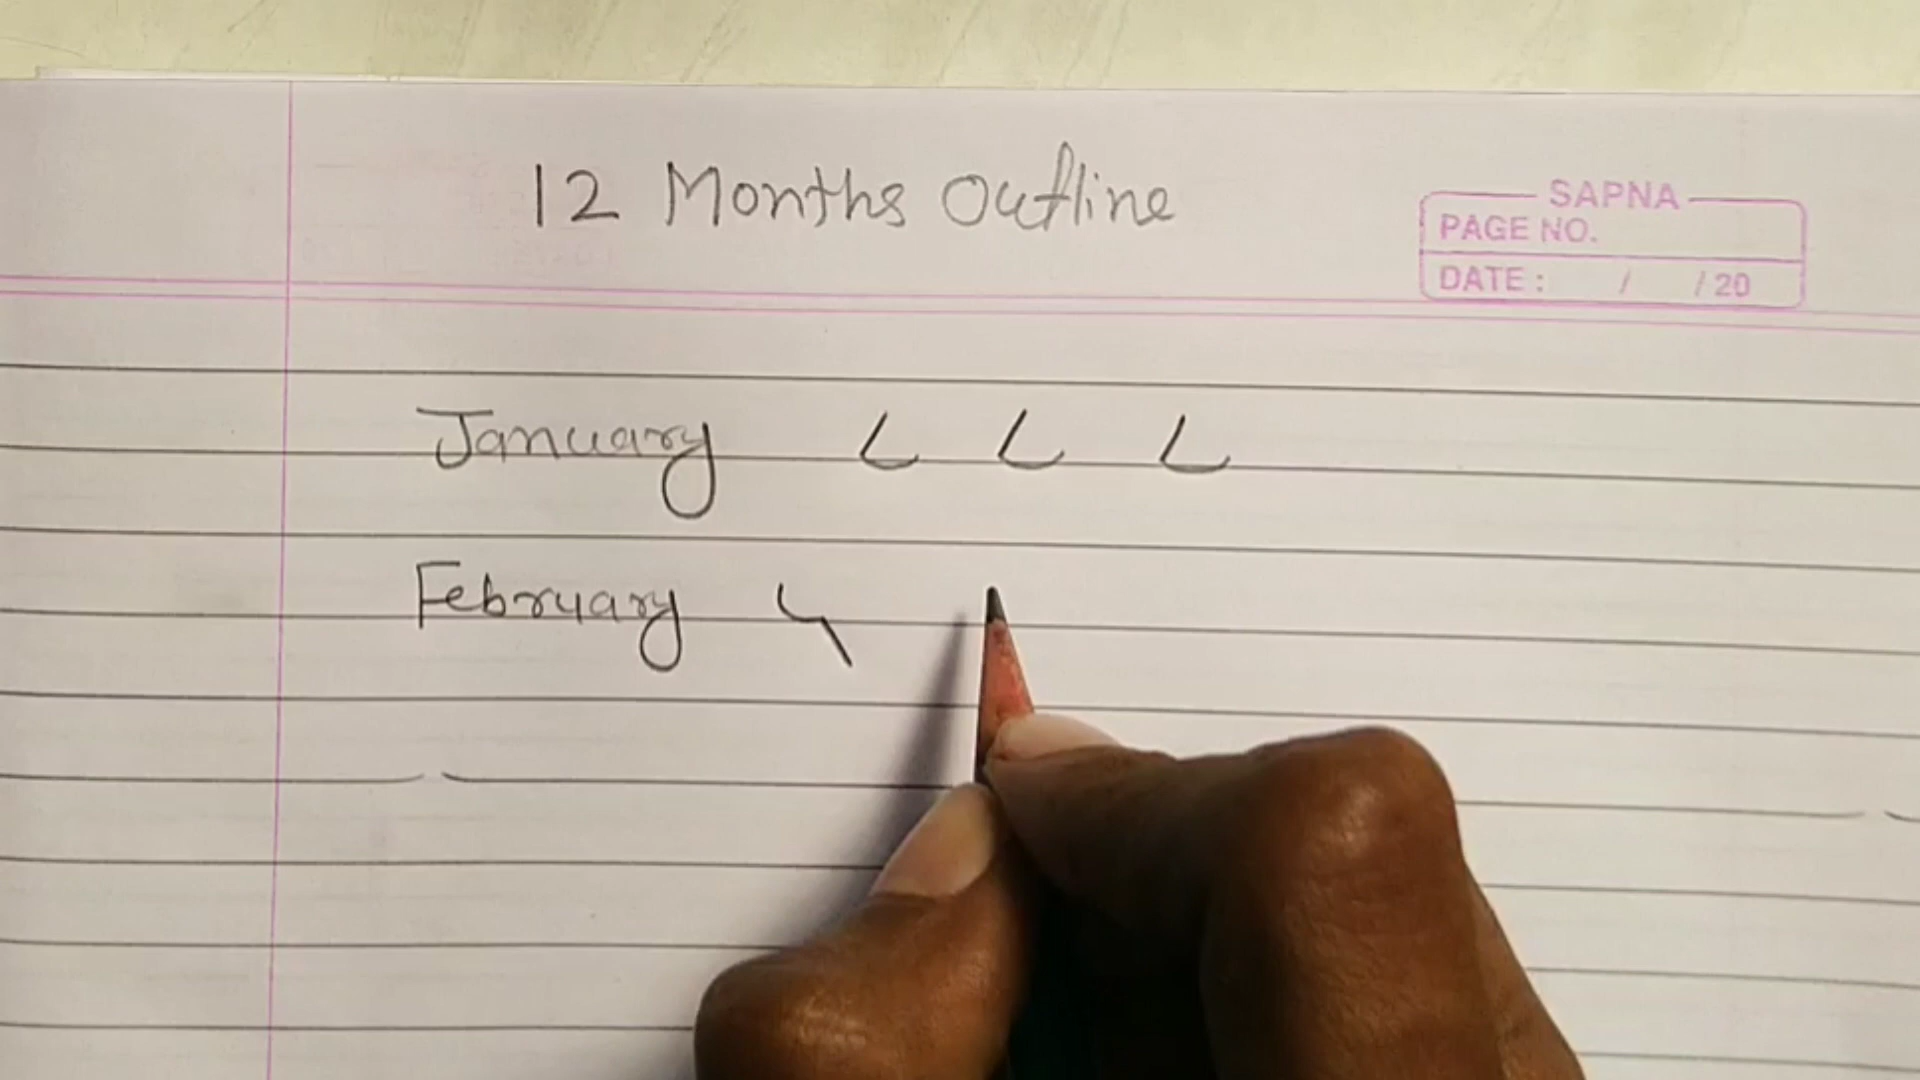 12 Months Outline
SAPNA
PAGE NO.
DATE : / / 20
January
February